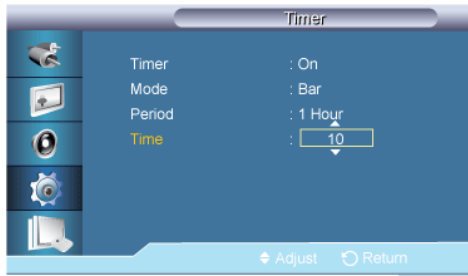 Timer
Timer : On
Mode : Bar
Period : 1 Hour
Time : 10
Adjust Return